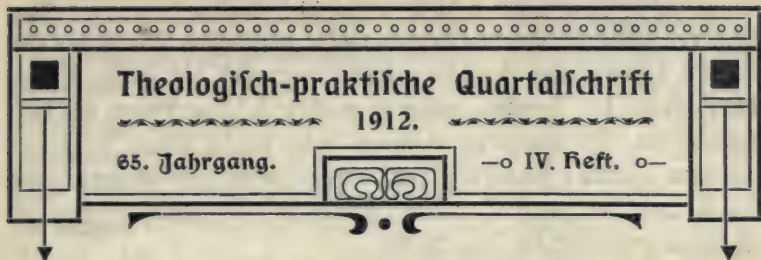 Theologiſch-praktiſche Quartalſchrift
1912.
65. Jahrgang.
IV. Heft.